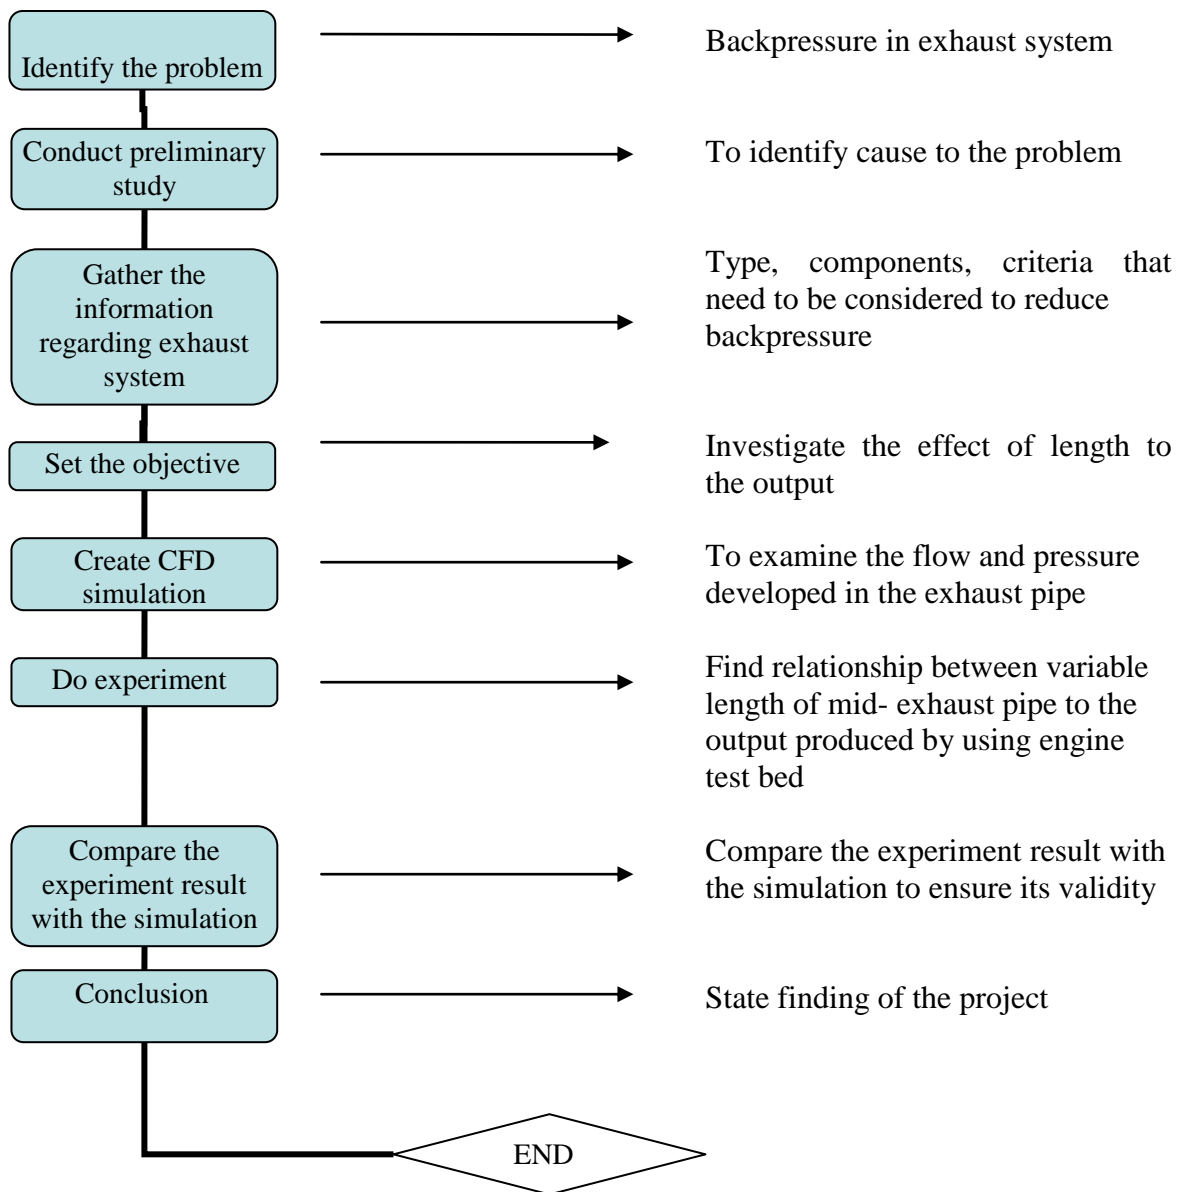 Identify the problem
Backpressure in exhaust system
Conduct preliminary
study
To identify cause to the problem
Gather the
information
regarding exhaust
system
Type, components, criteria that
need to be considered to reduce
backpressure
Set the objective
Investigate the effect of length to
the output
Create CFD
simulation
To examine the flow and pressure
developed in the exhaust pipe
Do experiment
Find relationship between variable
length of mid- exhaust pipe to the
output produced by using engine
test bed
Compare the
experiment result
with the simulation
Compare the experiment result with
the simulation to ensure its validity
Conclusion
State finding of the project
END